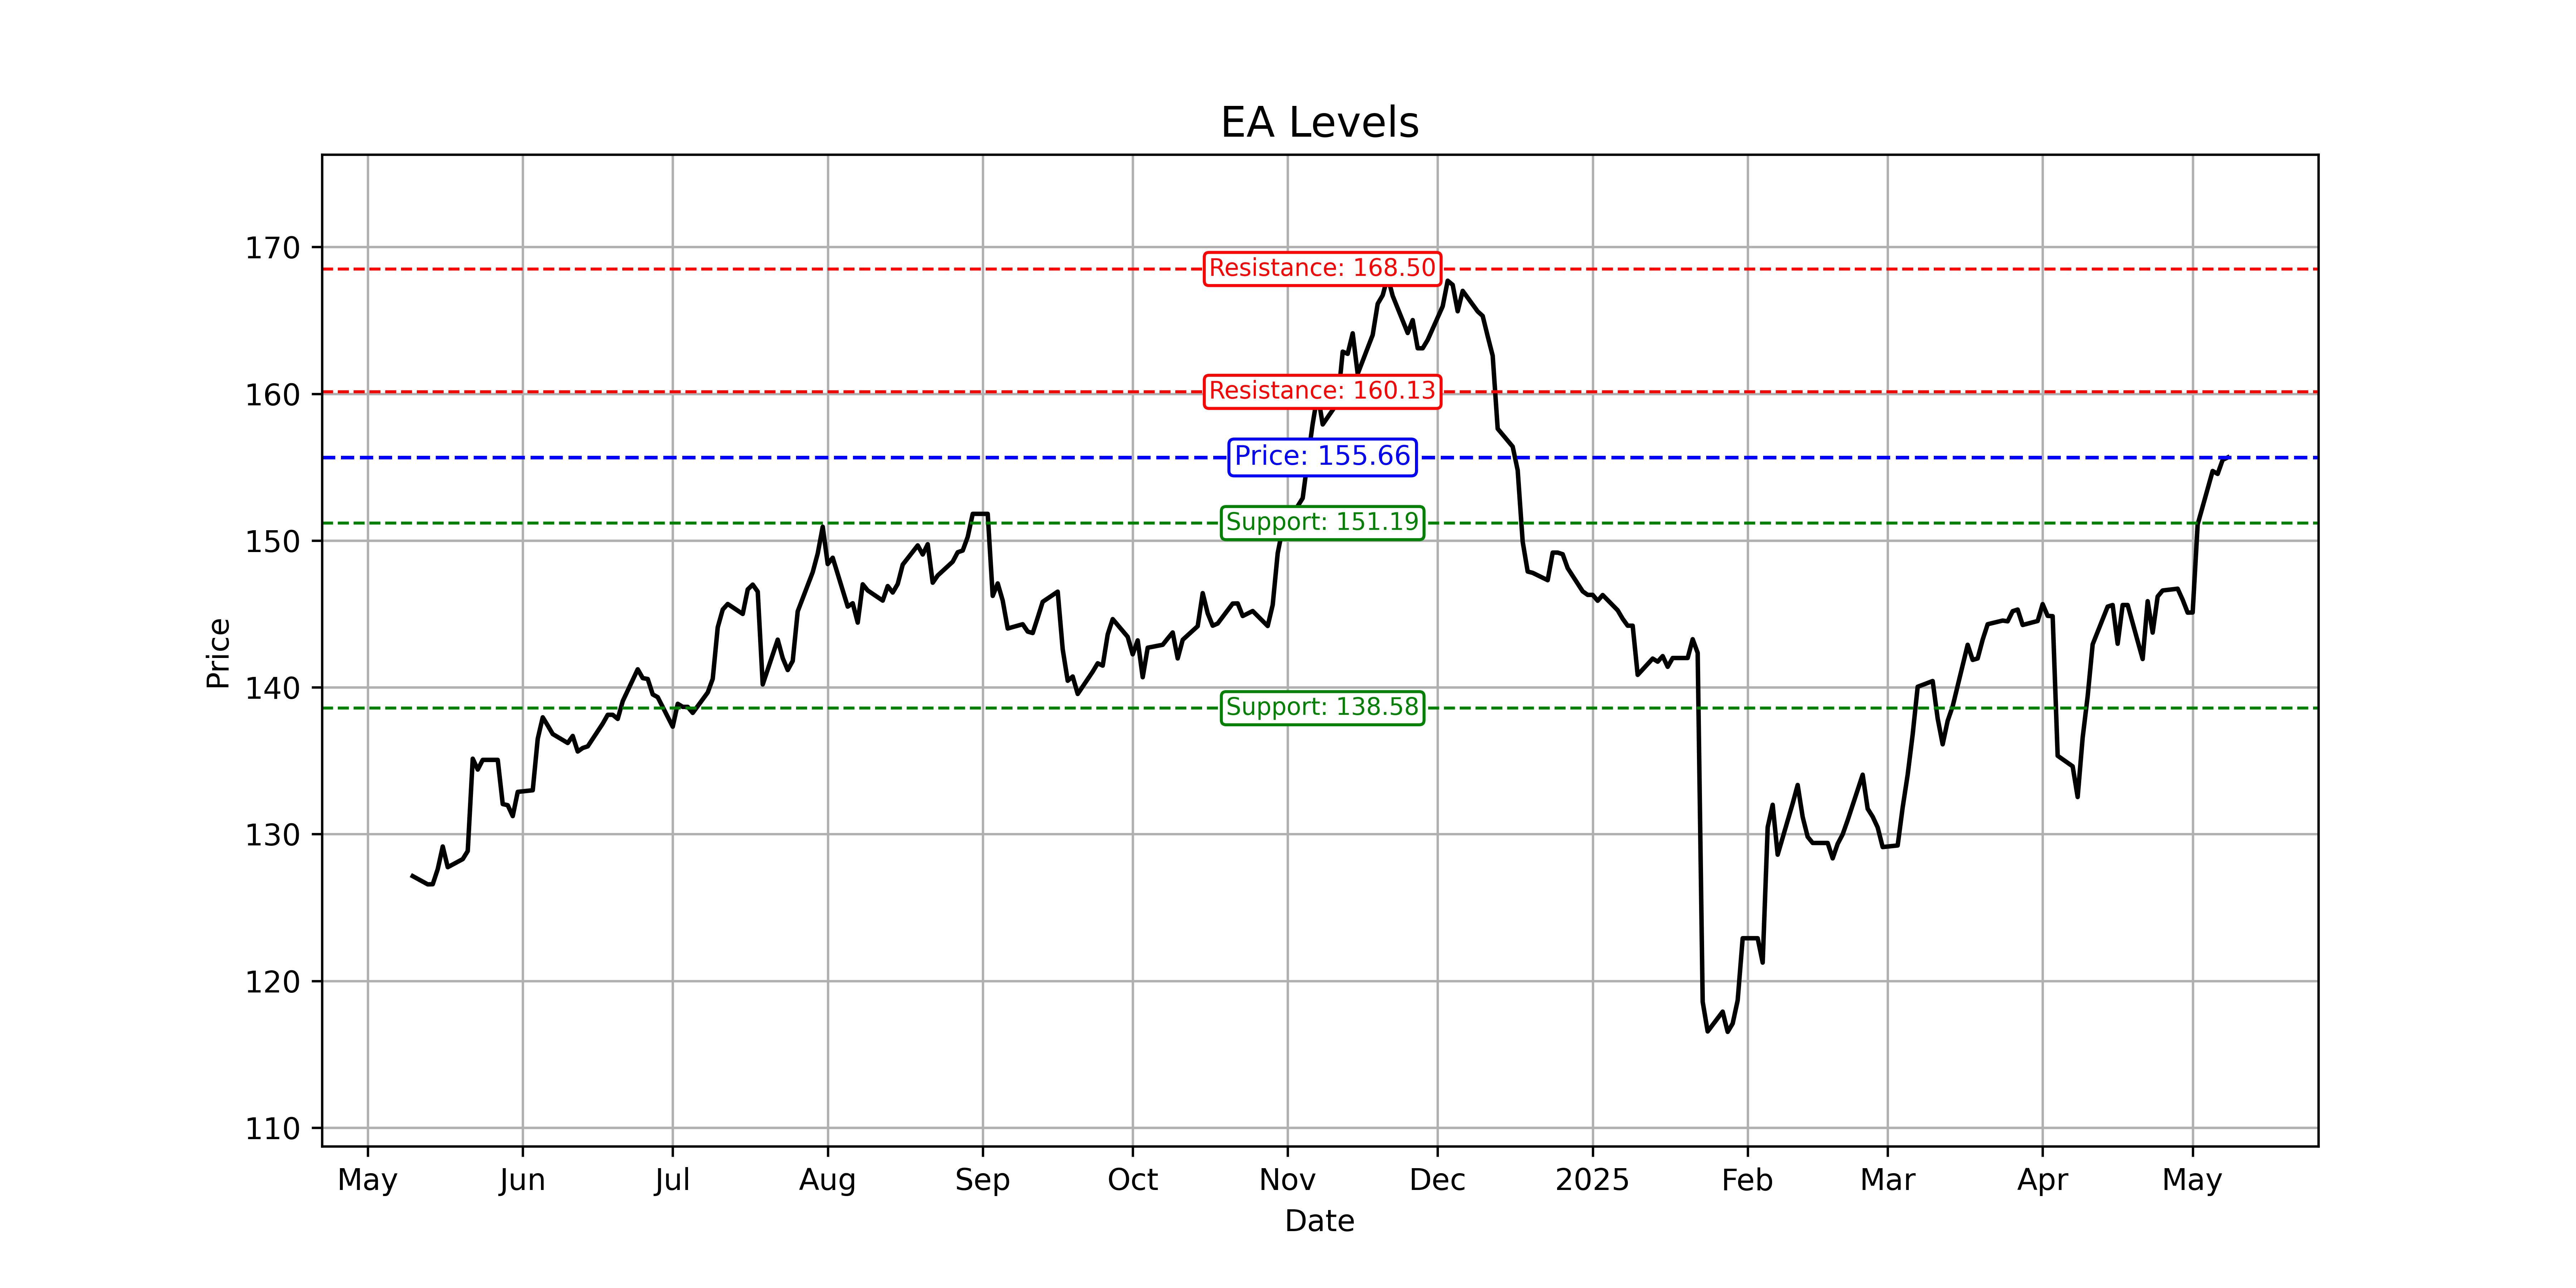 EA Levels
170
160
150
140
130
120
110
Price
Resistance: 168.50
Resistance: 160.13
Price: 155.66
Support: 151.19
Support: 138.58
May Jun Jul Aug Sep Oct Nov Dec 2025 Feb Mar Apr May
Date